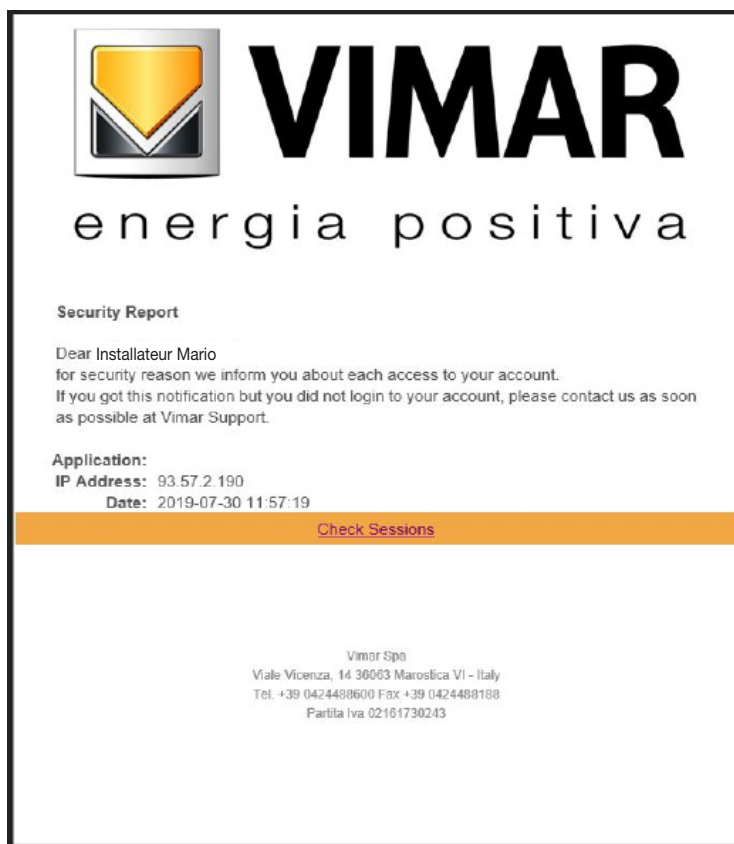 VIMAR
energia positiva
Security Report
Dear Installateur Mario
for security reason we inform you about each access to your account.
If you got this notification but you did not login to your account, please contact us as soon
as possible at Vimar Support.
Application:
IP Address: 93.57.2.190
Date: 2019-07-30 11:57:19
Check Sessions
Vimar Spa
Viale Vicenza, 14 36063 Marostica VI - Italy
Tel. +39 0424488600 Fax +39 0424488188
Partita Iva 02161730243